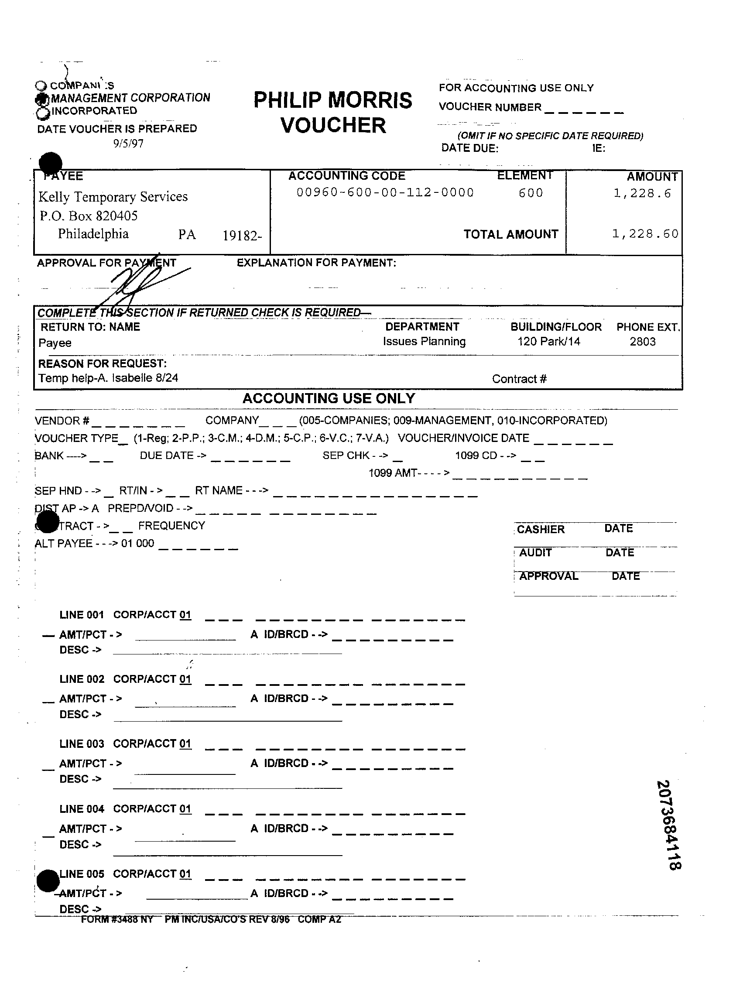 COMPANI :S
MANAGEMENT CORPORATION
INCORPORATED
DATE VOUCHER IS PREPARED
9/5/97
PHILIP MORRIS
VOUCHER
FOR ACCOUNTING USE ONLY
VOUCHER NUMBER _ _ _ _ _ _
(OMIT IF NO SPECIFIC DATE REQUIRED)
DATE DUE: IE:
PAYEE ACCOUNTING CODE ELEMENT AMOUNT
Kelly Temporary Services 00960-600-00-112-0000 600 1,228.6
P.O. Box 820405
Philadelphia PA 19182- TOTAL AMOUNT 1,228.60
APPROVAL FOR PAYMENT EXPLANATION FOR PAYMENT:
COMPLETE THIS SECTION IF RETURNED CHECK IS REQUIRED—
RETURN TO: NAME DEPARTMENT BUILDING/FLOOR PHONE EXT.
Payee Issues Planning 120 Park/14 2803
REASON FOR REQUEST:
Temp help-A. Isabelle 8/24 Contract #
ACCOUNTING USE ONLY
VENDOR # _ _ _ _ _ _ _ COMPANY _ _ _ (005-COMPANIES; 009-MANAGEMENT, 010-INCORPORATED)
VOUCHER TYPE_ (1-Reg; 2-P.P.; 3-C.M.; 4-D.M.; 5-C.P.; 6-V.C.; 7-V.A.) VOUCHER/INVOICE DATE _ _ _ _ _ _
BANK ----> _ _ DUE DATE -> _ _ _ _ _ _ SEP CHK - -> _ 1099 CD - - > _ _
1099 AMT- - - - > _ _ _ _ _ _ _ _ _ _
SEP HND - -> _ RT/IN - > _ _ RT NAME - - -> _ _ _ _ _ _ _ _ _ _ _ _ _ _ _
DIST AP -> A PREPD/VOID - -> _ _ _ _ _ _ _ _ _ _
TRACT - > _ _ FREQUENCY
ALT PAYEE - - -> 01 000 _ _ _ _ _ _
CASHIER DATE
AUDIT DATE
APPROVAL DATE
LINE 001 CORP/ACCT 01 _ _ _ _ _ _ _ _ _ _ _ _ _ _ _ _
— AMT/PCT - > A ID/BRCD - -> _ _ _ _ _ _ _ _ _
DESC ->
LINE 002 CORP/ACCT 01 _ _ _ _ _ _ _ _ _ _ _ _ _ _ _ _
— AMT/PCT - > A ID/BRCD - -> _ _ _ _ _ _ _ _ _
DESC ->
LINE 003 CORP/ACCT 01 _ _ _ _ _ _ _ _ _ _ _ _ _ _ _ _
— AMT/PCT - > A ID/BRCD - -> _ _ _ _ _ _ _ _ _
DESC ->
LINE 004 CORP/ACCT 01 _ _ _ _ _ _ _ _ _ _ _ _ _ _ _ _
— AMT/PCT - > A ID/BRCD - -> _ _ _ _ _ _ _ _ _
DESC ->
LINE 005 CORP/ACCT 01 _ _ _ _ _ _ _ _ _ _ _ _ _ _ _ _
AMT/PCT - > A ID/BRCD - -> _ _ _ _ _ _ _ _ _
DESC ->
FORM #3488 NY PM INC/USA/CO'S REV 8/96 COMP A2
2073684118